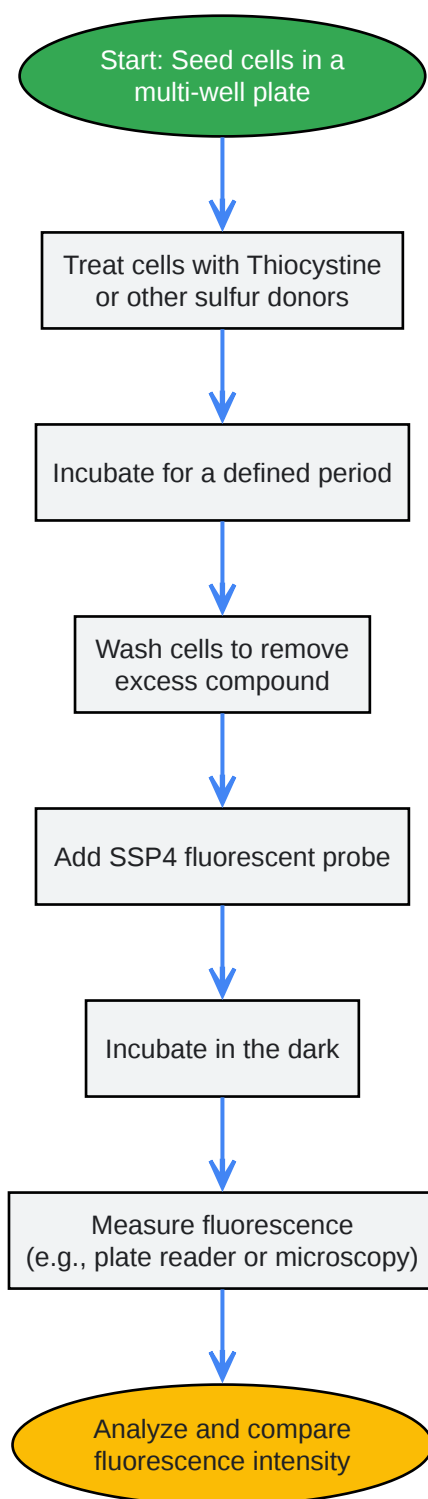 Start: Seed cells in a
multi-well plate
Treat cells with Thiocystine
or other sulfur donors
Incubate for a defined period
Wash cells to remove
excess compound
Add SSP4 fluorescent probe
Incubate in the dark
Measure fluorescence
(e.g., plate reader or microscopy)
Analyze and compare
fluorescence intensity